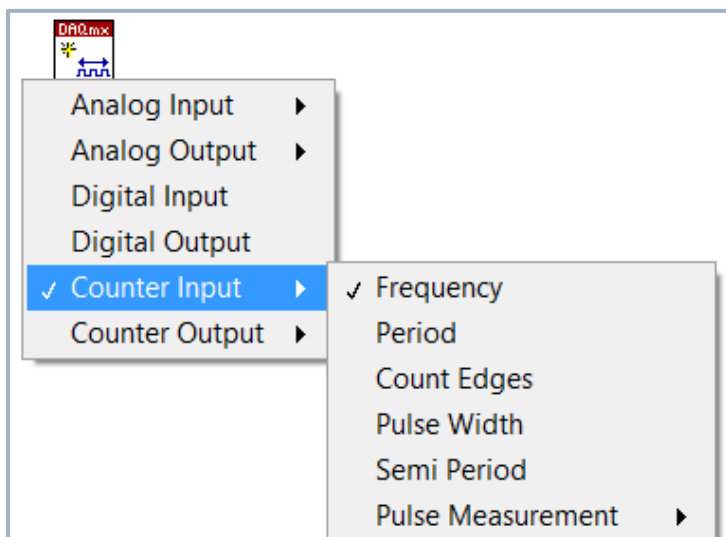 DAQmx
Analog Input
Analog Output
Digital Input
Digital Output
Counter Input
Counter Output
Frequency
Period
Count Edges
Pulse Width
Semi Period
Pulse Measurement